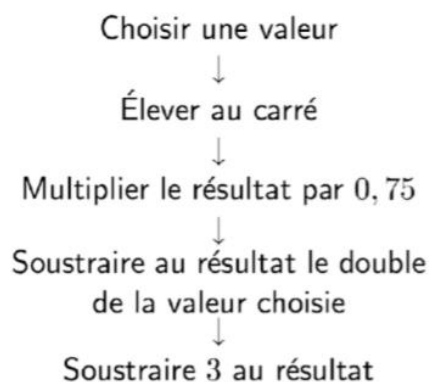 Choisir une valeur
↓
Élever au carré
↓
Multiplier le résultat par 0, 75
↓
Soustraire au résultat le double
de la valeur choisie
↓
Soustraire 3 au résultat